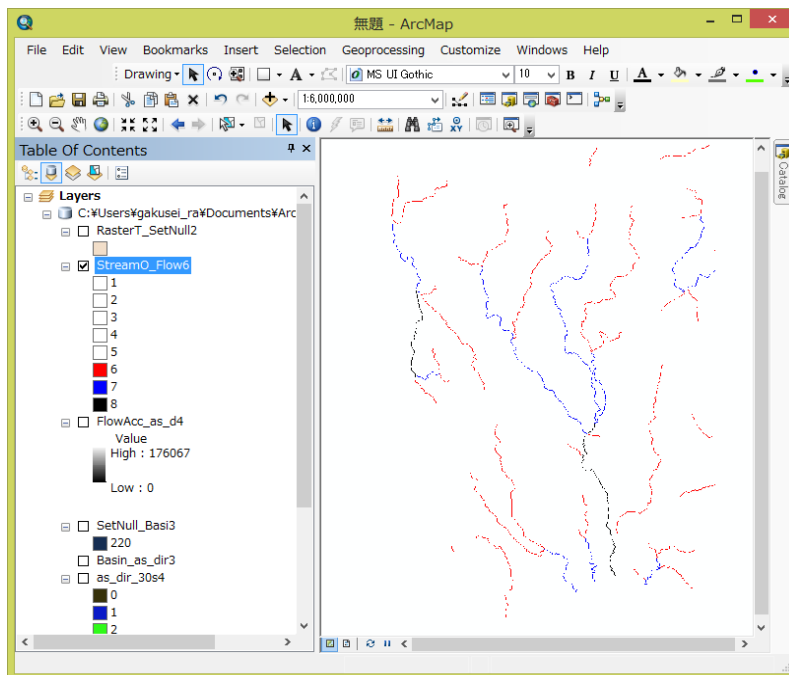 無題 - ArcMap
File Edit View Bookmarks Insert Selection Geoprocessing Customize Windows Help
Drawing A MS UI Gothic 10 B I U A
1:6,000,000
Table Of Contents
Catalog
Layers
C:¥Users¥gakusei_ra¥Documents¥Arc
RasterT_SetNull2
StreamO_Flow6
1
2
3
4
5
6
7
8
FlowAcc_as_d4
Value
High : 176067
Low : 0
SetNull_Basi3
220
Basin_as_dir3
as_dir_30s4
0
1
2